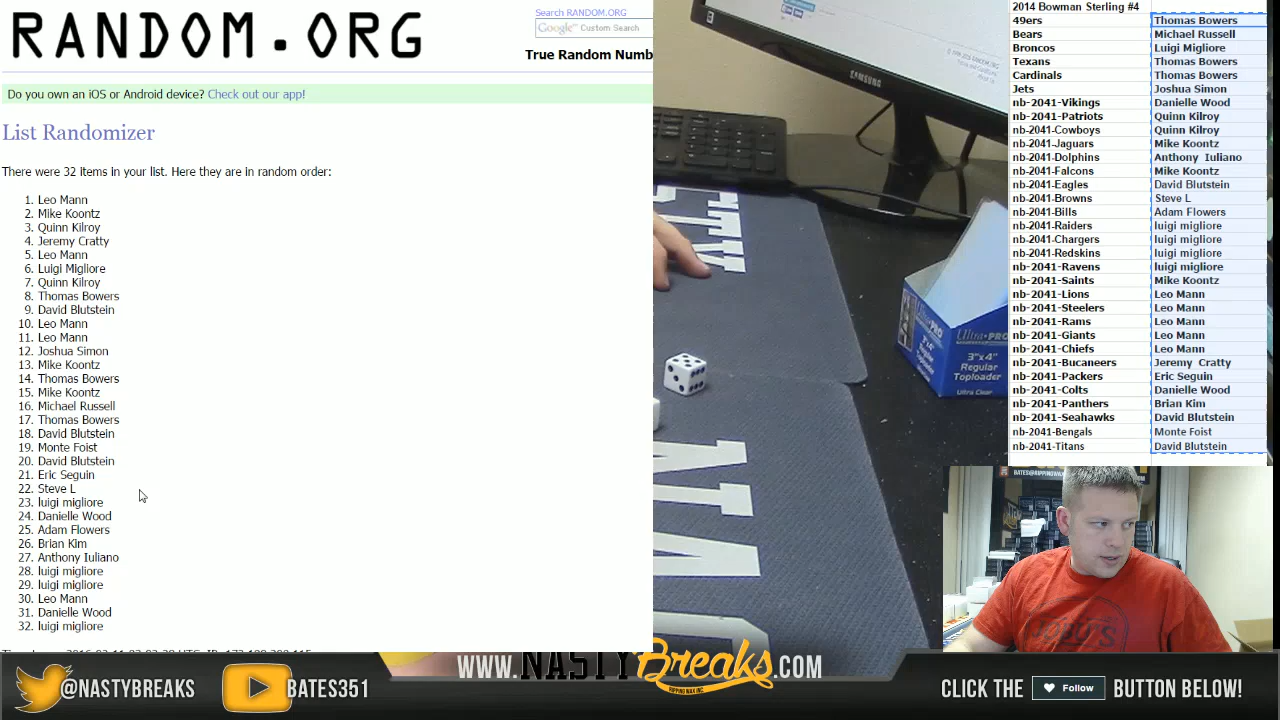 RANDOM.ORG
Search RANDOM.ORG
Google™ Custom Search
True Random Numb
Do you own an iOS or Android device? Check out our app!
List Randomizer
There were 32 items in your list. Here they are in random order:
1. Leo Mann
2. Mike Koontz
3. Quinn Kilroy
4. Jeremy Cratty
5. Leo Mann
6. Luigi Migliore
7. Quinn Kilroy
8. Thomas Bowers
9. David Blutstein
10. Leo Mann
11. Leo Mann
12. Joshua Simon
13. Mike Koontz
14. Thomas Bowers
15. Mike Koontz
16. Michael Russell
17. Thomas Bowers
18. David Blutstein
19. Monte Foist
20. David Blutstein
21. Eric Seguin
22. Steve L
23. luigi migliore
24. Danielle Wood
25. Adam Flowers
26. Brian Kim
27. Anthony Iuliano
28. luigi migliore
29. luigi migliore
30. Leo Mann
31. Danielle Wood
32. luigi migliore
SAMSUNG
Ultra PRO
3"x4"
Regular
Toploader
Ultra Clear
2014 Bowman Sterling #4
49ers Thomas Bowers
Bears Michael Russell
Broncos Luigi Migliore
Texans Thomas Bowers
Cardinals Thomas Bowers
Jets Joshua Simon
nb-2041-Vikings Danielle Wood
nb-2041-Patriots Quinn Kilroy
nb-2041-Cowboys Quinn Kilroy
nb-2041-Jaguars Mike Koontz
nb-2041-Dolphins Anthony Iuliano
nb-2041-Falcons Mike Koontz
nb-2041-Eagles David Blutstein
nb-2041-Browns Steve L
nb-2041-Bills Adam Flowers
nb-2041-Raiders luigi migliore
nb-2041-Chargers luigi migliore
nb-2041-Redskins luigi migliore
nb-2041-Ravens luigi migliore
nb-2041-Saints Mike Koontz
nb-2041-Lions Leo Mann
nb-2041-Steelers Leo Mann
nb-2041-Rams Leo Mann
nb-2041-Giants Leo Mann
nb-2041-Chiefs Leo Mann
nb-2041-Bucaneers Jeremy Cratty
nb-2041-Packers Eric Seguin
nb-2041-Colts Danielle Wood
nb-2041-Panthers Brian Kim
nb-2041-Seahawks David Blutstein
nb-2041-Bengals Monte Foist
nb-2041-Titans David Blutstein
@NASTYBREAKS
BATES351
WWW.NASTYBreaks.COM
RIPPING WAX INC
CLICK THE Follow BUTTON BELOW!